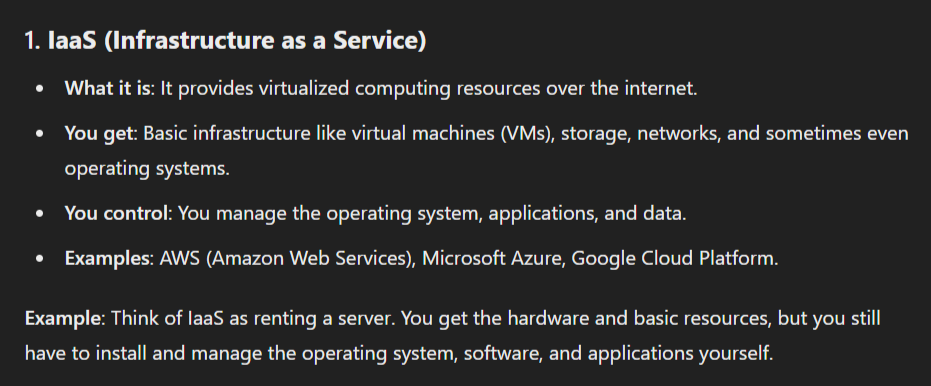 1. IaaS (Infrastructure as a Service)
• What it is: It provides virtualized computing resources over the internet.
• You get: Basic infrastructure like virtual machines (VMs), storage, networks, and sometimes even
operating systems.
• You control: You manage the operating system, applications, and data.
• Examples: AWS (Amazon Web Services), Microsoft Azure, Google Cloud Platform.
Example: Think of IaaS as renting a server. You get the hardware and basic resources, but you still
have to install and manage the operating system, software, and applications yourself.